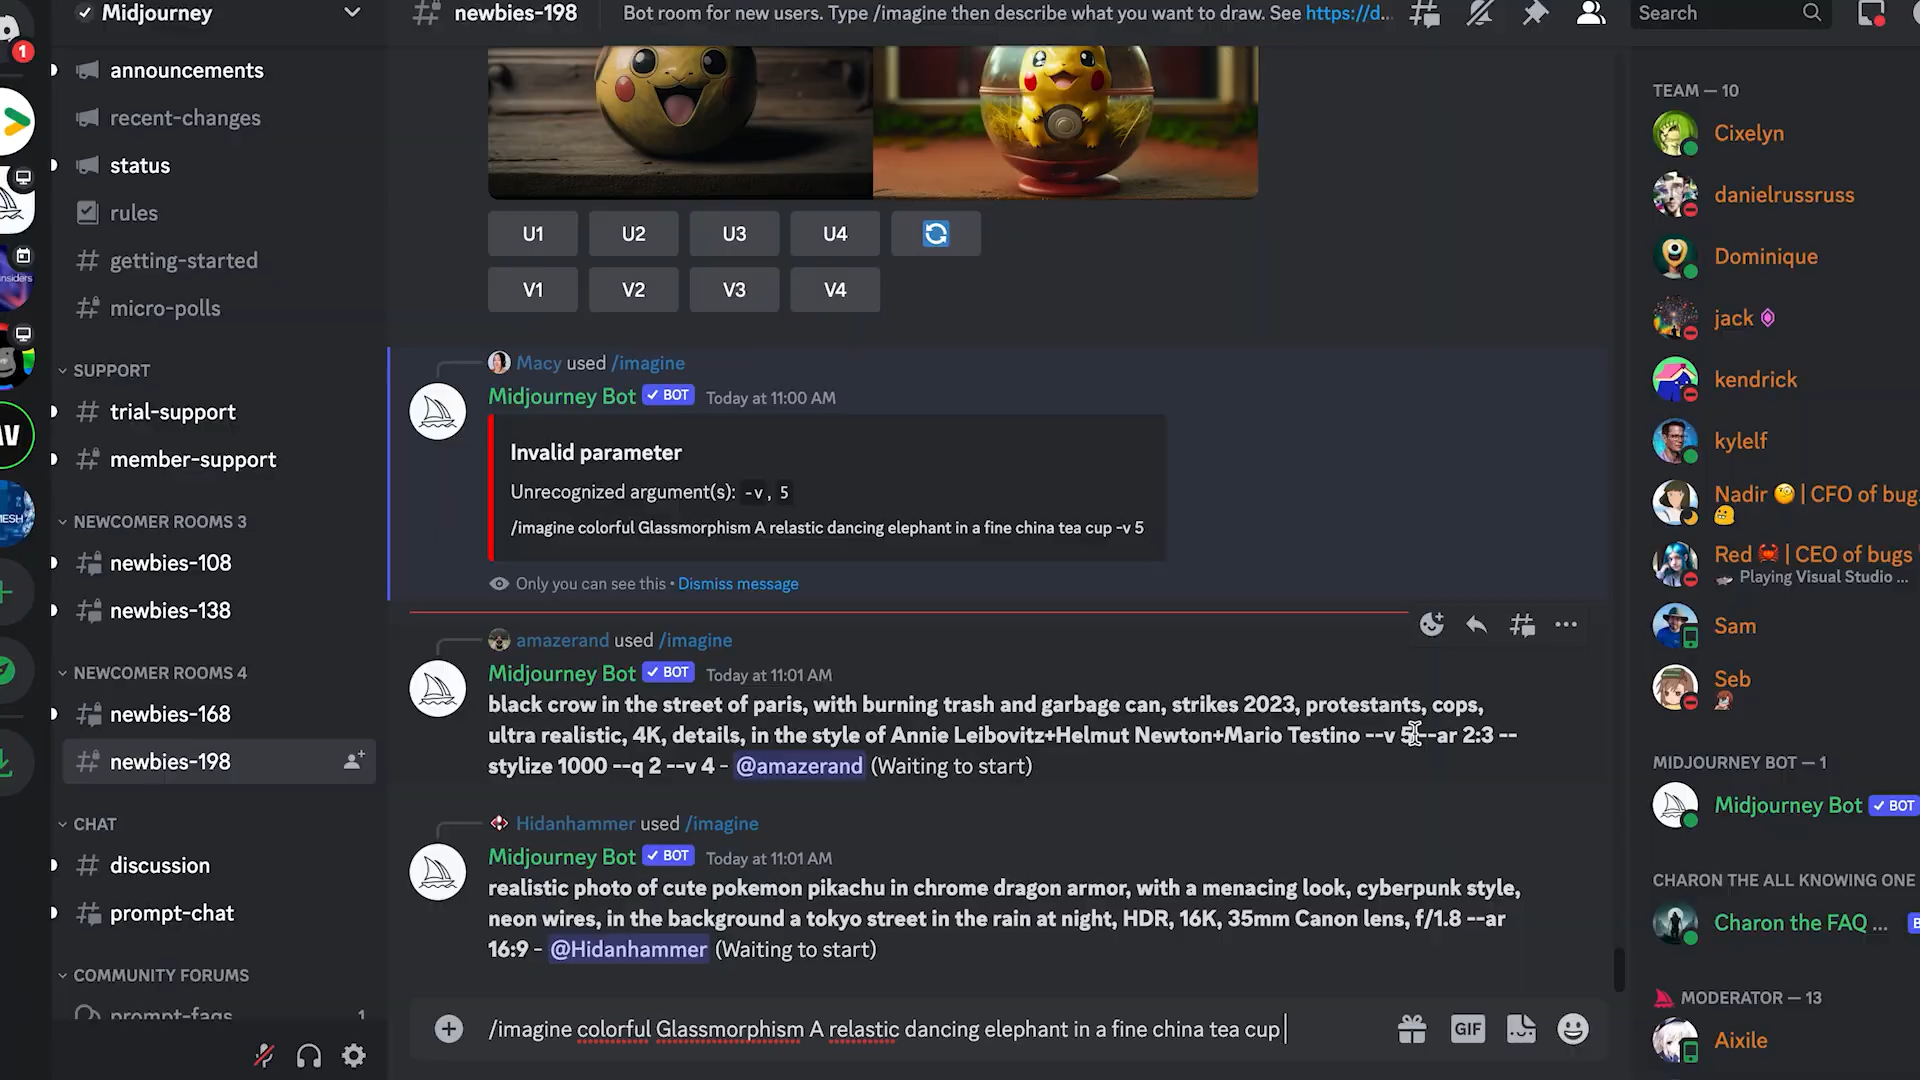 Midjourney
newbies-198
Bot room for new users. Type /imagine then describe what you want to draw. See https://d...
Search
1
announcements
recent-changes
status
rules
getting-started
micro-polls
SUPPORT
trial-support
member-support
NEWCOMER ROOMS 3
newbies-108
newbies-138
NEWCOMER ROOMS 4
newbies-168
newbies-198
CHAT
discussion
prompt-chat
COMMUNITY FORUMS
prompt-faqs
1
U1 U2 U3 U4
V1 V2 V3 V4
Macy used /imagine
Midjourney Bot ✓ BOT Today at 11:00 AM
Invalid parameter
Unrecognized argument(s): -v, 5
/imagine colorful Glassmorphism A relastic dancing elephant in a fine china tea cup -v 5
Only you can see this • Dismiss message
amazerand used /imagine
Midjourney Bot ✓ BOT Today at 11:01 AM
black crow in the street of paris, with burning trash and garbage can, strikes 2023, protestants, cops,
ultra realistic, 4K, details, in the style of Annie Leibovitz+Helmut Newton+Mario Testino --v 5 --ar 2:3 --
stylize 1000 --q 2 --v 4 - @amazerand (Waiting to start)
Hidanhammer used /imagine
Midjourney Bot ✓ BOT Today at 11:01 AM
realistic photo of cute pokemon pikachu in chrome dragon armor, with a menacing look, cyberpunk style,
neon wires, in the background a tokyo street in the rain at night, HDR, 16K, 35mm Canon lens, f/1.8 --ar
16:9 - @Hidanhammer (Waiting to start)
/imagine colorful Glassmorphism A relastic dancing elephant in a fine china tea cup
GIF
TEAM — 10
Cixelyn
danielrussruss
Dominique
jack
kendrick
kylelf
Nadir 🧐 | CFO of bug
Red 🦀 | CEO of bugs
Playing Visual Studio ...
Sam
Seb
MIDJOURNEY BOT — 1
Midjourney Bot ✓ BOT
CHARON THE ALL KNOWING ONE
Charon the FAQ ...
MODERATOR — 13
Aixile